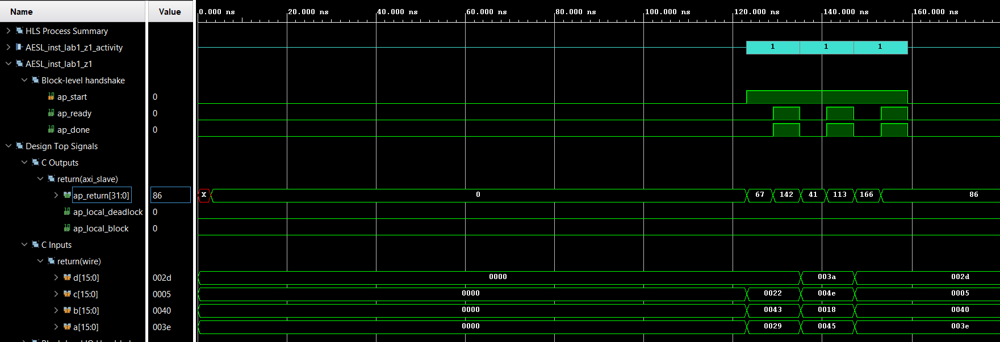 Name Value 0.000 ns 20.000 ns 40.000 ns 60.000 ns 80.000 ns 100.000 ns 120.000 ns 140.000 ns 160.000 ns
HLS Process Summary
AESL_inst_lab1_z1_activity 1 1 1
AESL_inst_lab1_z1
Block-level handshake
ap_start 0
ap_ready 0
ap_done 0
Design Top Signals
C Outputs
return(axi_slave)
ap_return[31:0] 86 X 0 67 142 41 113 166 86
ap_local_deadlock 0
ap_local_block 0
C Inputs
return(wire)
d[15:0] 002d 0000 003a 002d
c[15:0] 0005 0000 0022 004e 0005
b[15:0] 0040 0000 0043 0018 0040
a[15:0] 003e 0000 0029 0045 003e